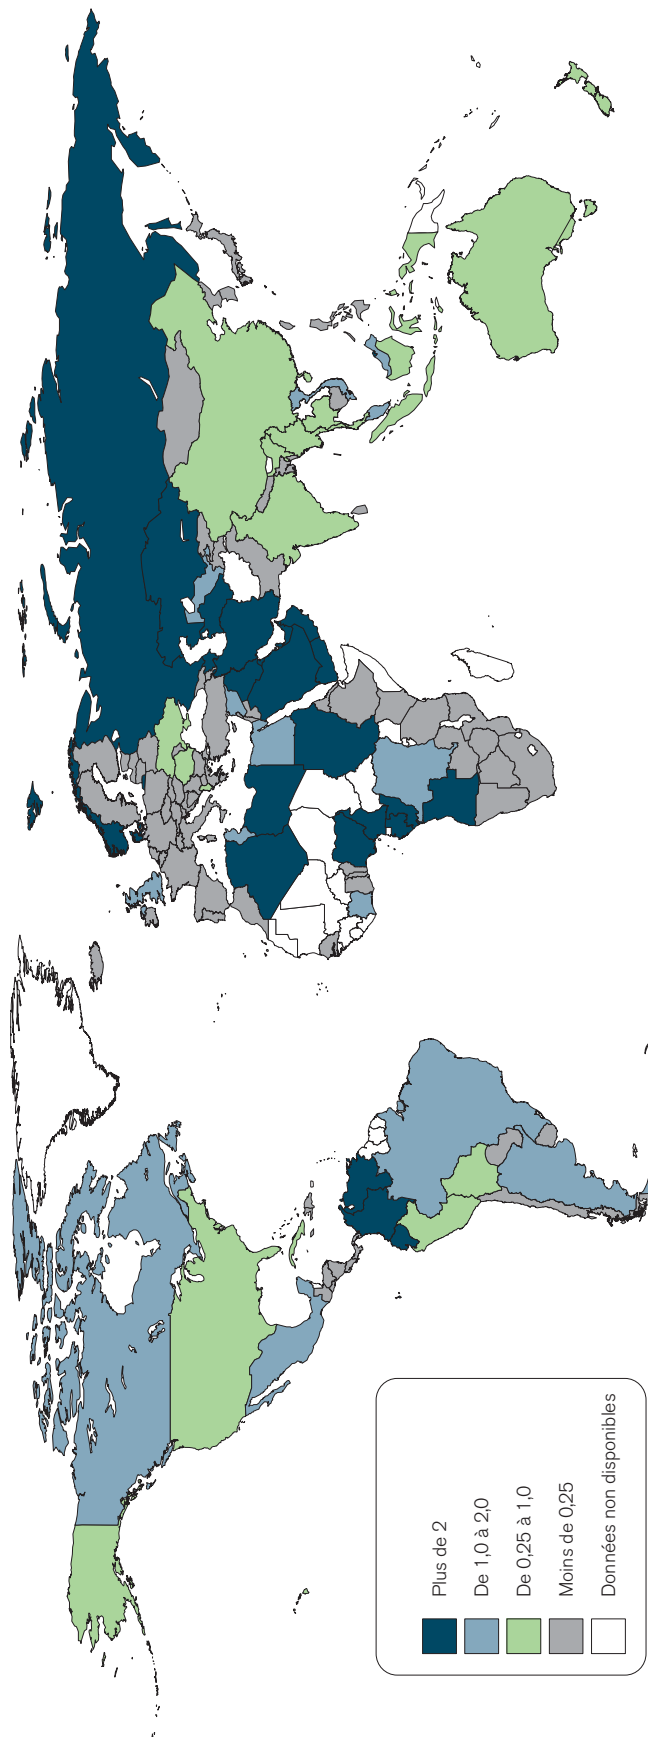 Plus de 2
De 1,0 à 2,0
De 0,25 à 1,0
Moins de 0,25
Données non disponibles